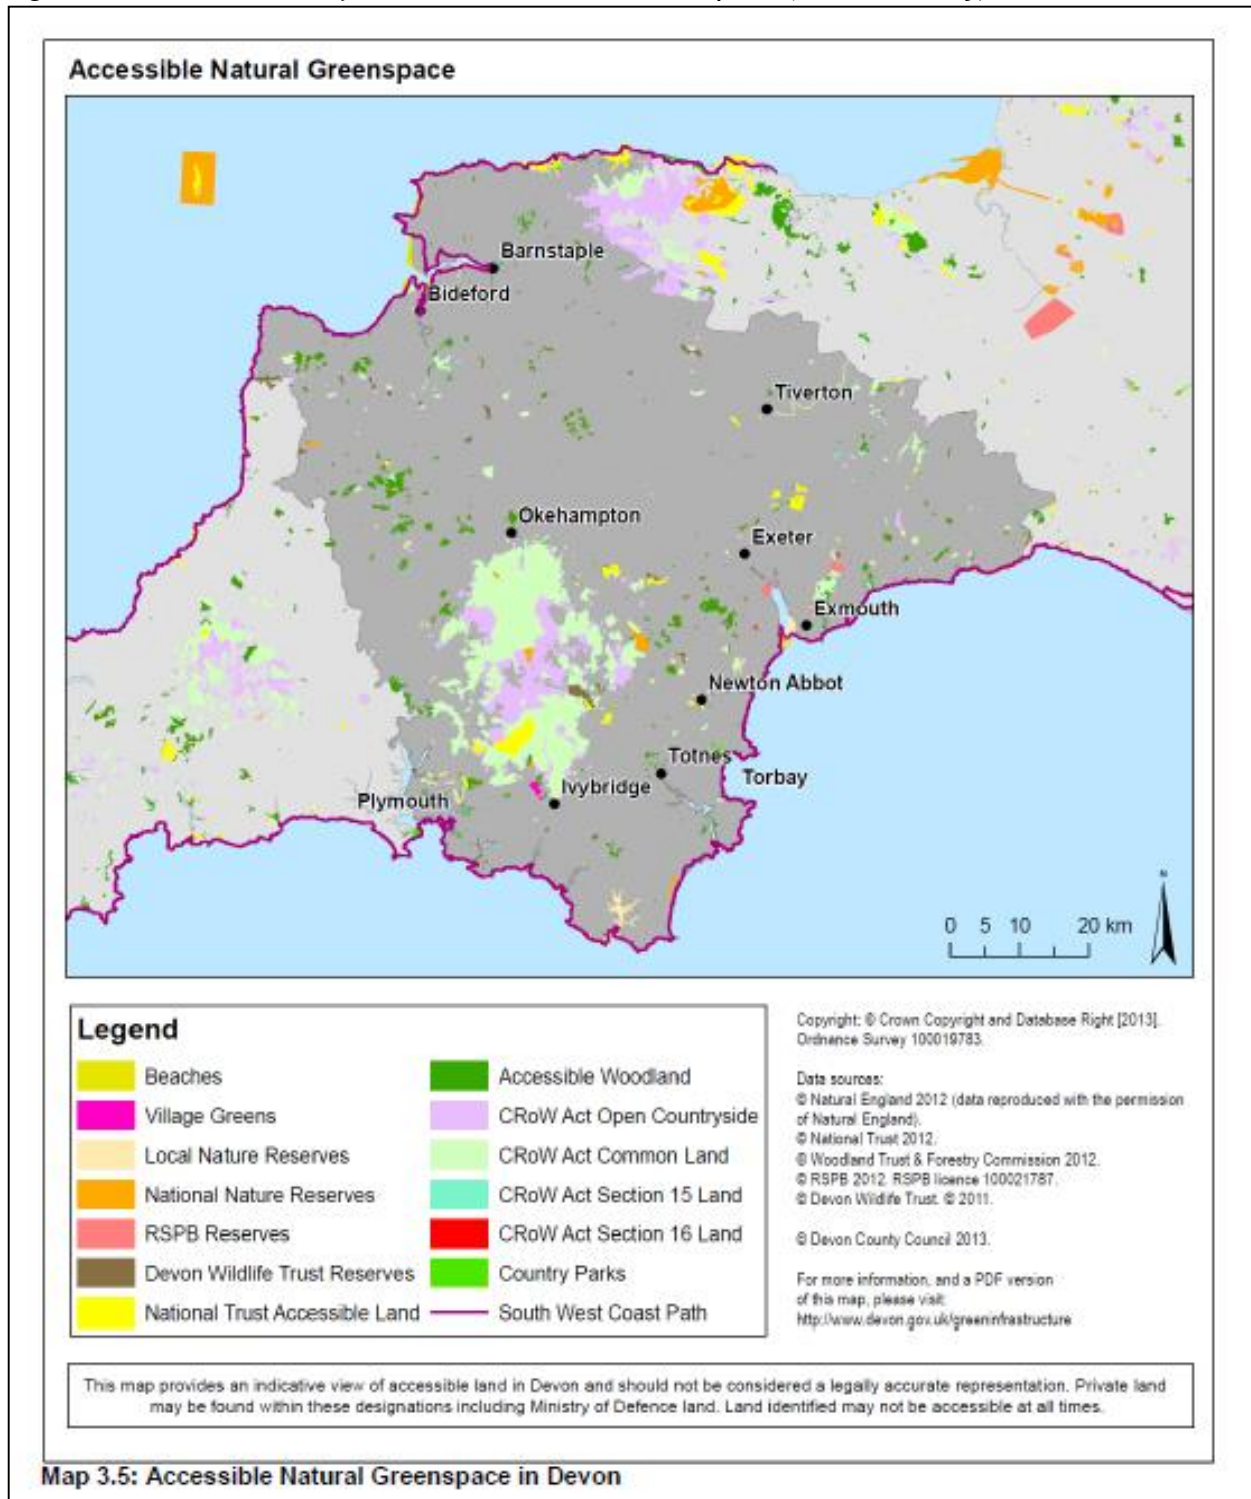 Accessible Natural Greenspace
Barnstaple
Bideford
Tiverton
Okehampton
Exeter
Exmouth
Newton Abbot
Totnes
Torbay
Ivybridge
Plymouth
N
0 5 10 20 km
Legend
Beaches
Village Greens
Local Nature Reserves
National Nature Reserves
RSPB Reserves
Devon Wildlife Trust Reserves
National Trust Accessible Land
Accessible Woodland
CRoW Act Open Countryside
CRoW Act Common Land
CRoW Act Section 15 Land
CRoW Act Section 16 Land
Country Parks
South West Coast Path
Copyright: © Crown Copyright and Database Right [2013].
Ordnance Survey 100019783.
Data sources:
© Natural England 2012 (data reproduced with the permission
of Natural England).
© National Trust 2012.
© Woodland Trust & Forestry Commission 2012.
© RSPB 2012. RSPB licence 100021787.
© Devon Wildlife Trust. © 2011.
© Devon County Council 2013.
For more information, and a PDF version
of this map, please visit:
http://www.devon.gov.uk/greeninfrastructure
This map provides an indicative view of accessible land in Devon and should not be considered a legally accurate representation. Private land
may be found within these designations including Ministry of Defence land. Land identified may not be accessible at all times.
Map 3.5: Accessible Natural Greenspace in Devon